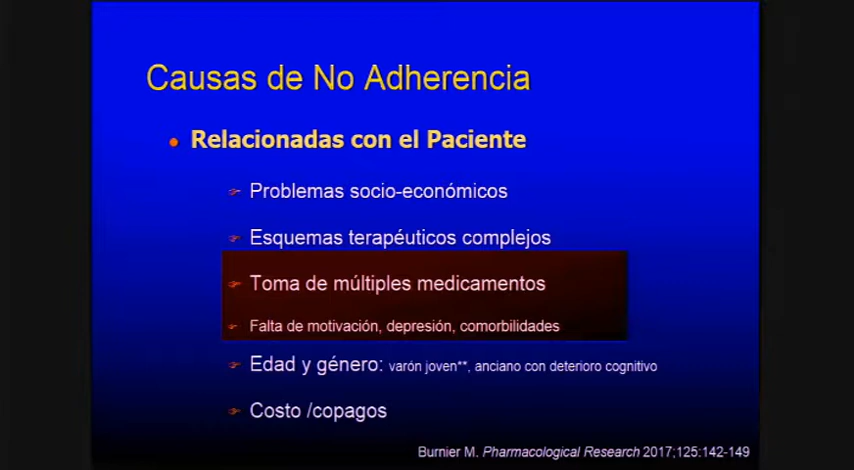 Causas de No Adherencia
Relacionadas con el Paciente
Problemas socio-económicos
Esquemas terapéuticos complejos
Toma de múltiples medicamentos
Falta de motivación, depresión, comorbilidades
Edad y género: varón joven**, anciano con deterioro cognitivo
Costo /copagos
Burnier M. Pharmacological Research 2017;125:142-149